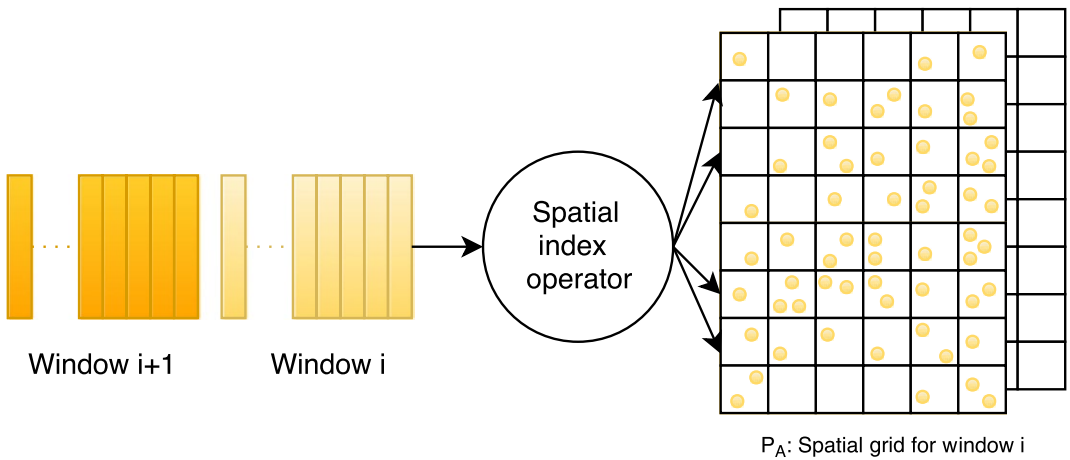 Spatial
index
operator
Window i+1
Window i
P_A: Spatial grid for window i